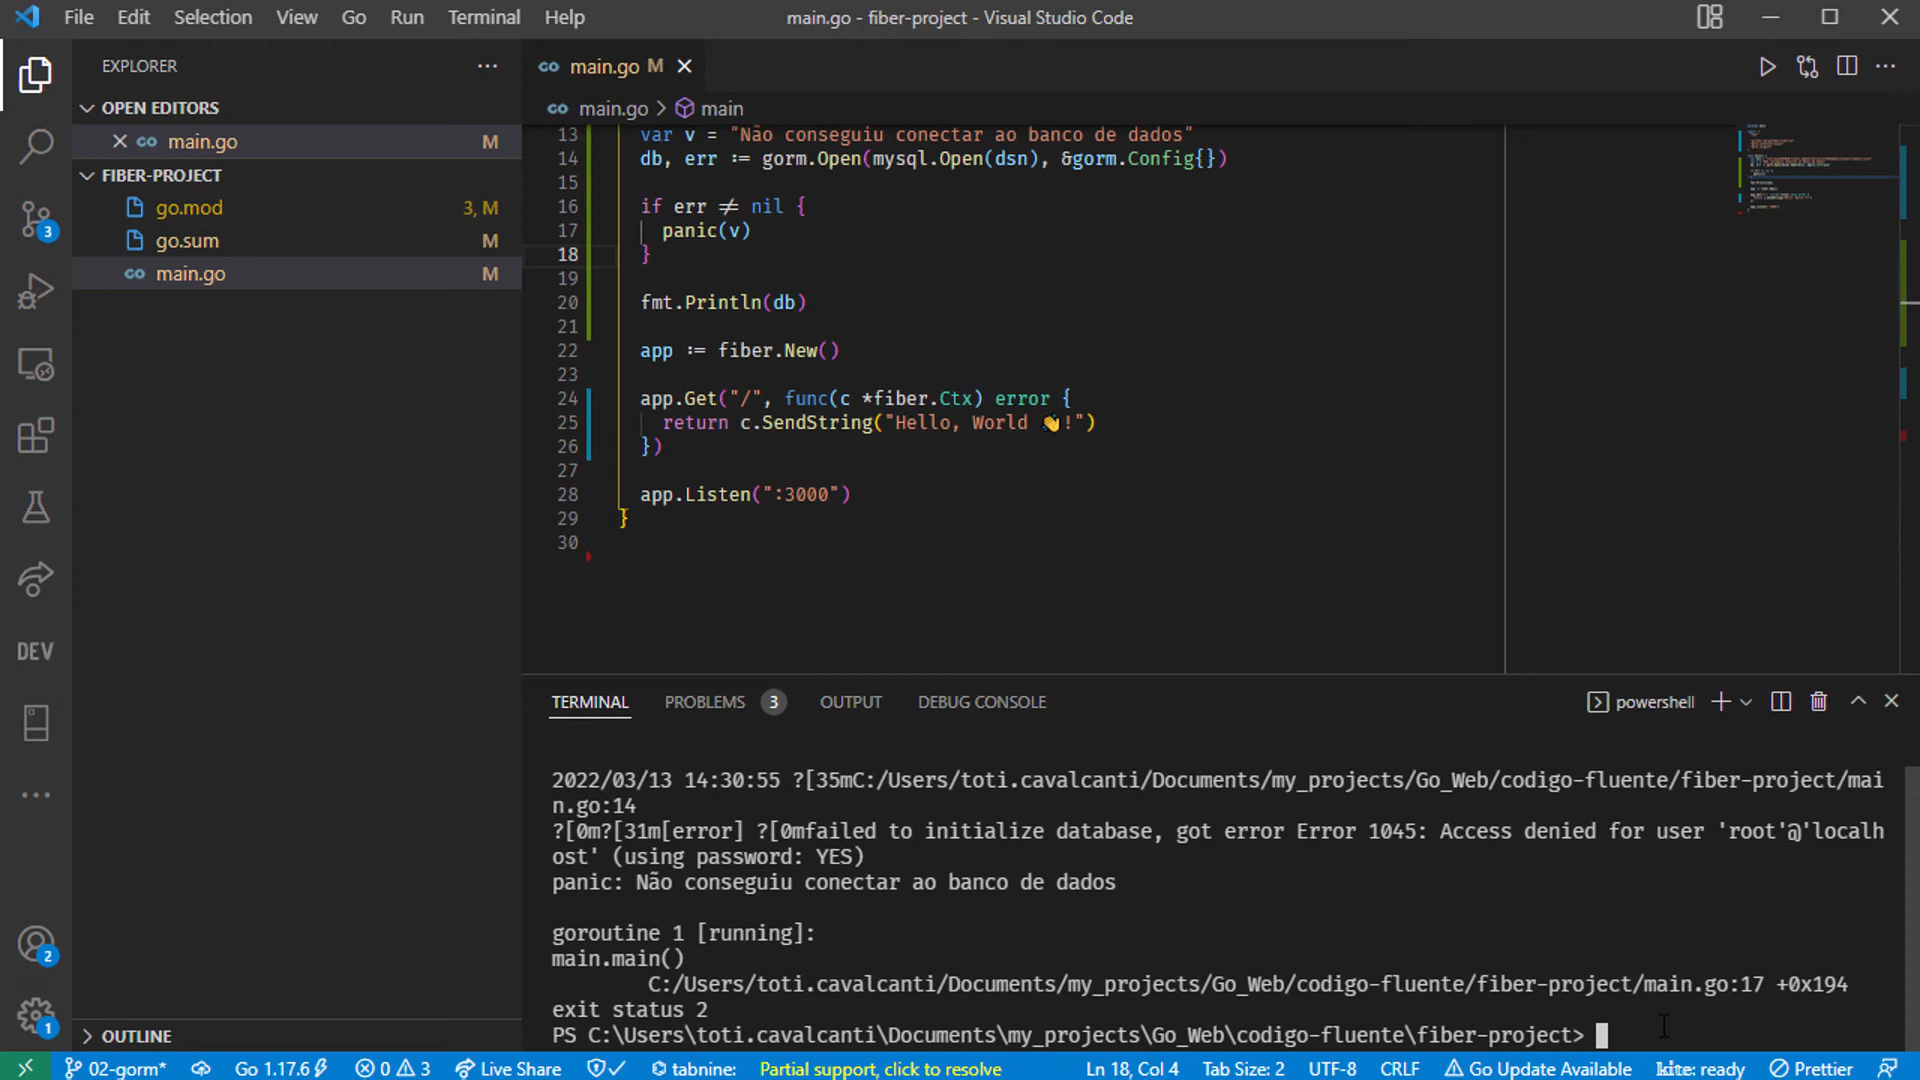 File Edit Selection View Go Run Terminal Help
main.go - fiber-project - Visual Studio Code
EXPLORER
OPEN EDITORS
main.go M
FIBER-PROJECT
go.mod 3, M
go.sum M
main.go M
OUTLINE
3
DEV
2
1
main.go M
main.go > main
13 var v = "Não conseguiu conectar ao banco de dados"
14 db, err := gorm.Open(mysql.Open(dsn), &gorm.Config{})
15
16 if err != nil {
17 panic(v)
18 }
19
20 fmt.Println(db)
21
22 app := fiber.New()
23
24 app.Get("/", func(c *fiber.Ctx) error {
25 return c.SendString("Hello, World 👋!")
26 })
27
28 app.Listen(":3000")
29 }
30
TERMINAL PROBLEMS 3 OUTPUT DEBUG CONSOLE
powershell
2022/03/13 14:30:55 ?[35mC:/Users/toti.cavalcanti/Documents/my_projects/Go_Web/codigo-fluente/fiber-project/mai
n.go:14
?[0m?[31m[error] ?[0mfailed to initialize database, got error Error 1045: Access denied for user 'root'@'localh
ost' (using password: YES)
panic: Não conseguiu conectar ao banco de dados
goroutine 1 [running]:
main.main()
C:/Users/toti.cavalcanti/Documents/my_projects/Go_Web/codigo-fluente/fiber-project/main.go:17 +0x194
exit status 2
PS C:\Users\toti.cavalcanti\Documents\my_projects\Go_Web\codigo-fluente\fiber-project>
02-gorm* Go 1.17.6 0 3 Live Share tabnine: Partial support, click to resolve Ln 18, Col 4 Tab Size: 2 UTF-8 CRLF Go Update Available kite: ready Prettier